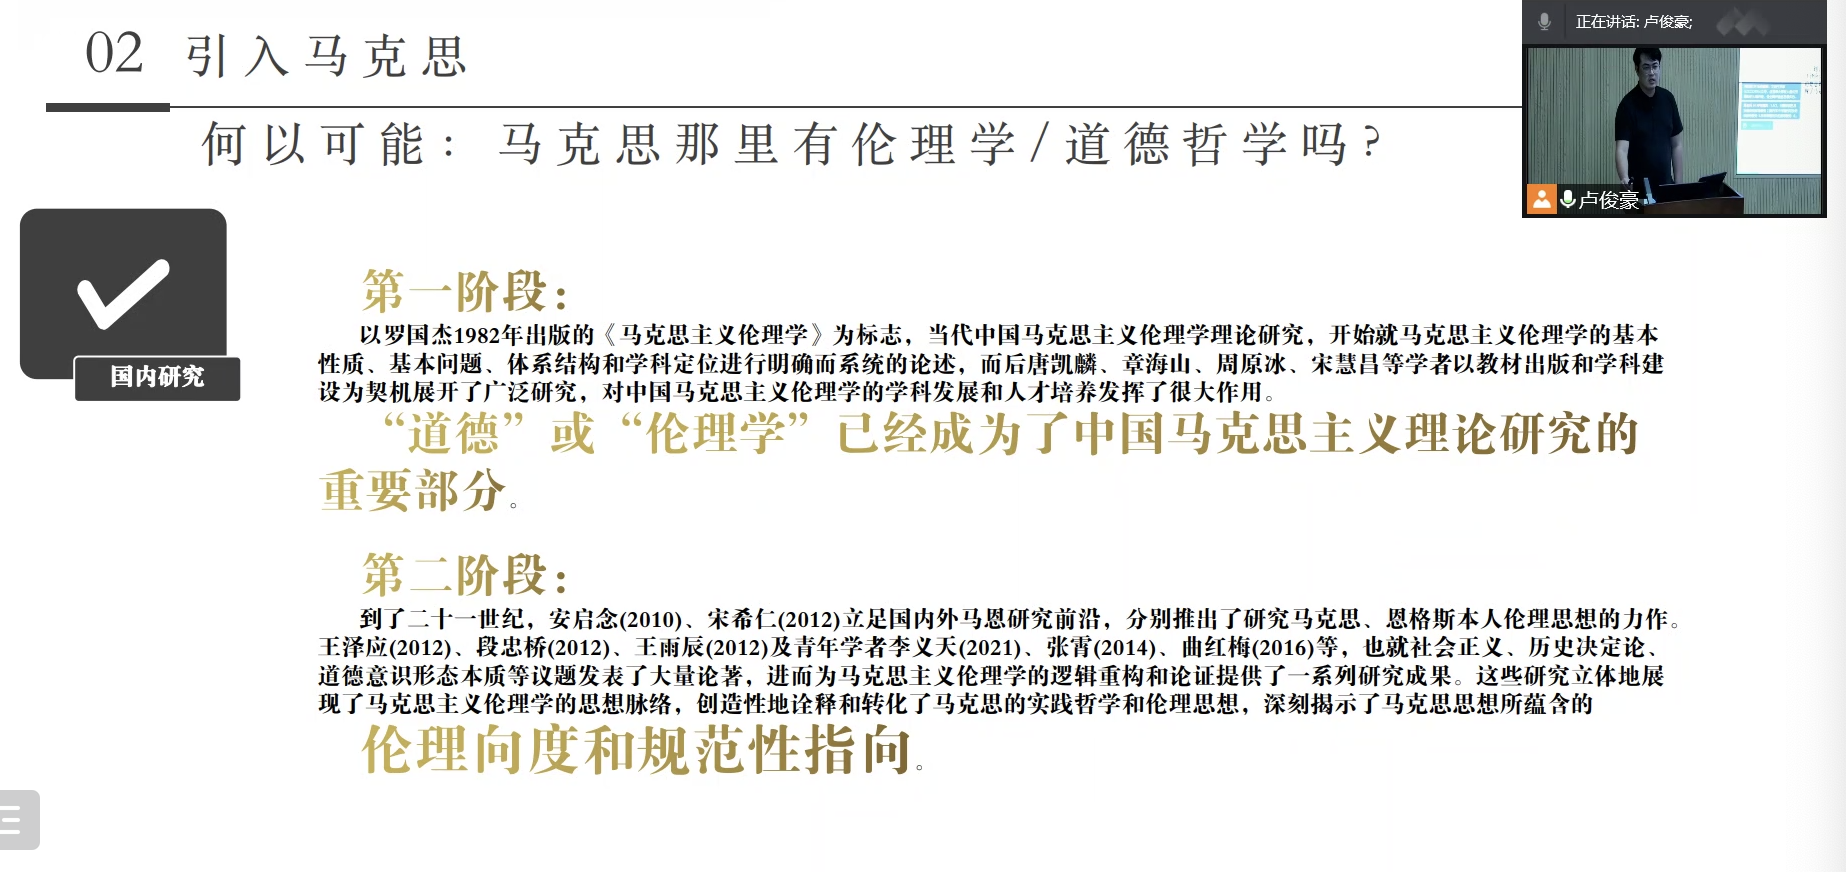 02 引入马克思
正在讲话: 卢俊豪;
何以可能：马克思那里有伦理学/道德哲学吗?
卢俊豪
国内研究
第一阶段：
以罗国杰1982年出版的《马克思主义伦理学》为标志，当代中国马克思主义伦理学理论研究，开始就马克思主义伦理学的基本
性质、基本问题、体系结构和学科定位进行明确而系统的论述，而后唐凯麟、章海山、周原冰、宋慧昌等学者以教材出版和学科建
设为契机展开了广泛研究，对中国马克思主义伦理学的学科发展和人才培养发挥了很大作用。
“道德”或“伦理学”已经成为了中国马克思主义理论研究的
重要部分。
第二阶段：
到了二十一世纪，安启念(2010)、宋希仁(2012)立足国内外马恩研究前沿，分别推出了研究马克思、恩格斯本人伦理思想的力作。
王泽应(2012)、段忠桥(2012)、王雨辰(2012)及青年学者李义天(2021)、张霄(2014)、曲红梅(2016)等，也就社会正义、历史决定论、
道德意识形态本质等议题发表了大量论著，进而为马克思主义伦理学的逻辑重构和论证提供了一系列研究成果。这些研究立体地展
现了马克思主义伦理学的思想脉络，创造性地诠释和转化了马克思的实践哲学和伦理思想，深刻揭示了马克思思想所蕴含的
伦理向度和规范性指向。